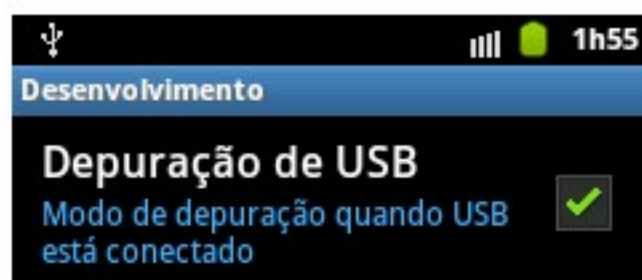 1h55
Desenvolvimento
Depuração de USB
Modo de depuração quando USB
está conectado